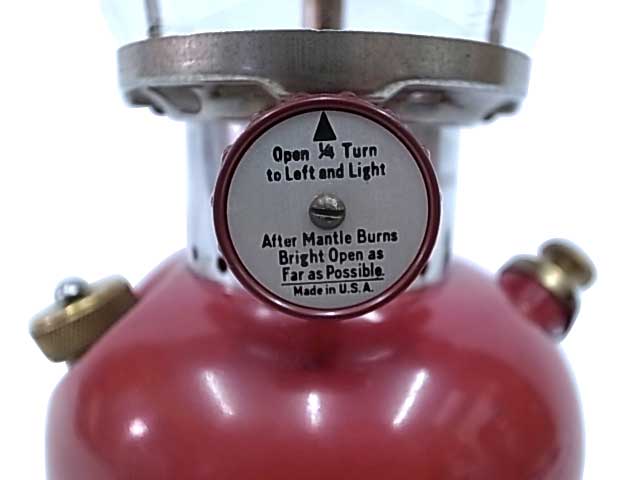 Open ¼ Turn
to Left and Light
After Mantle Burns
Bright Open as
Far as Possible.
Made in U.S.A.